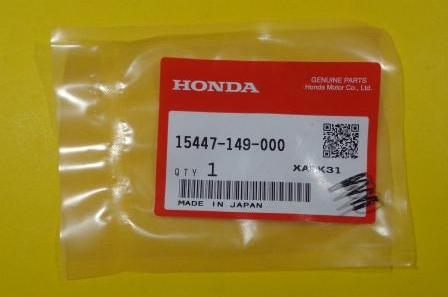 HONDA
GENUINE PARTS
Honda Motor Co., Ltd.
15447-149-000
QTY 1
MADE IN JAPAN